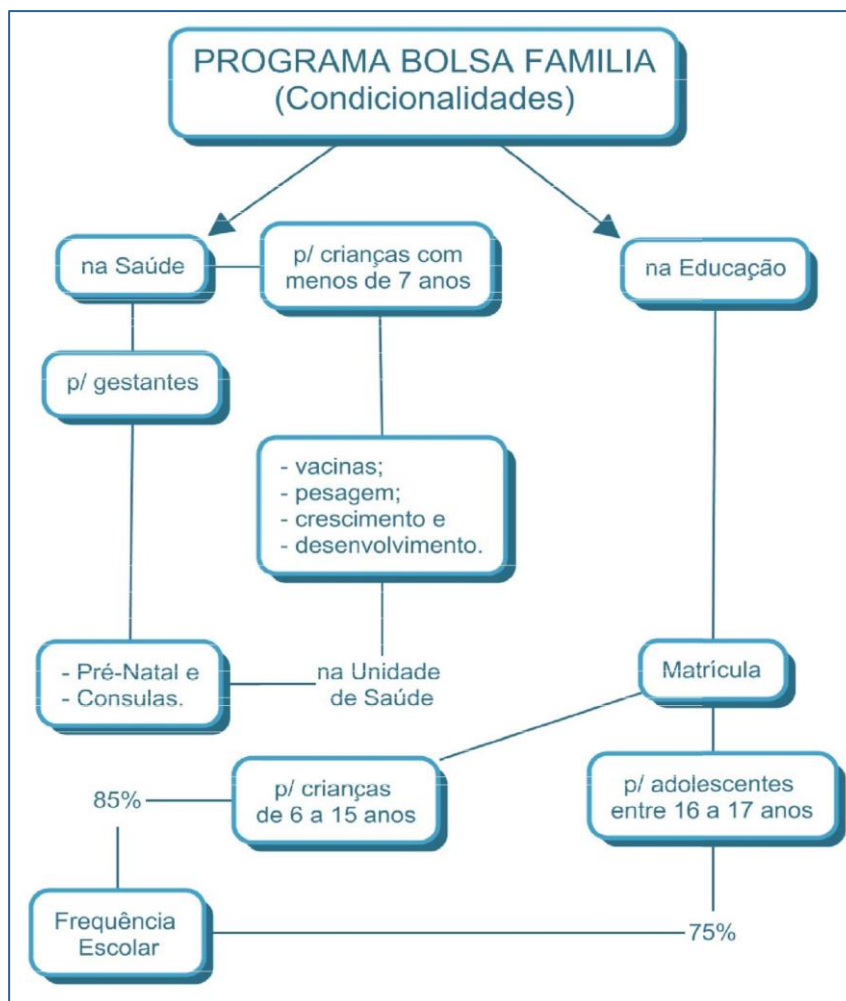 PROGRAMA BOLSA FAMILIA
(Condicionalidades)
na Saúde
p/ crianças com
menos de 7 anos
na Educação
p/ gestantes
- vacinas;
- pesagem;
- crescimento e
- desenvolvimento.
- Pré-Natal e
- Consulas.
na Unidade
de Saúde
Matrícula
85%
p/ crianças
de 6 a 15 anos
p/ adolescentes
entre 16 a 17 anos
Frequência
Escolar
75%